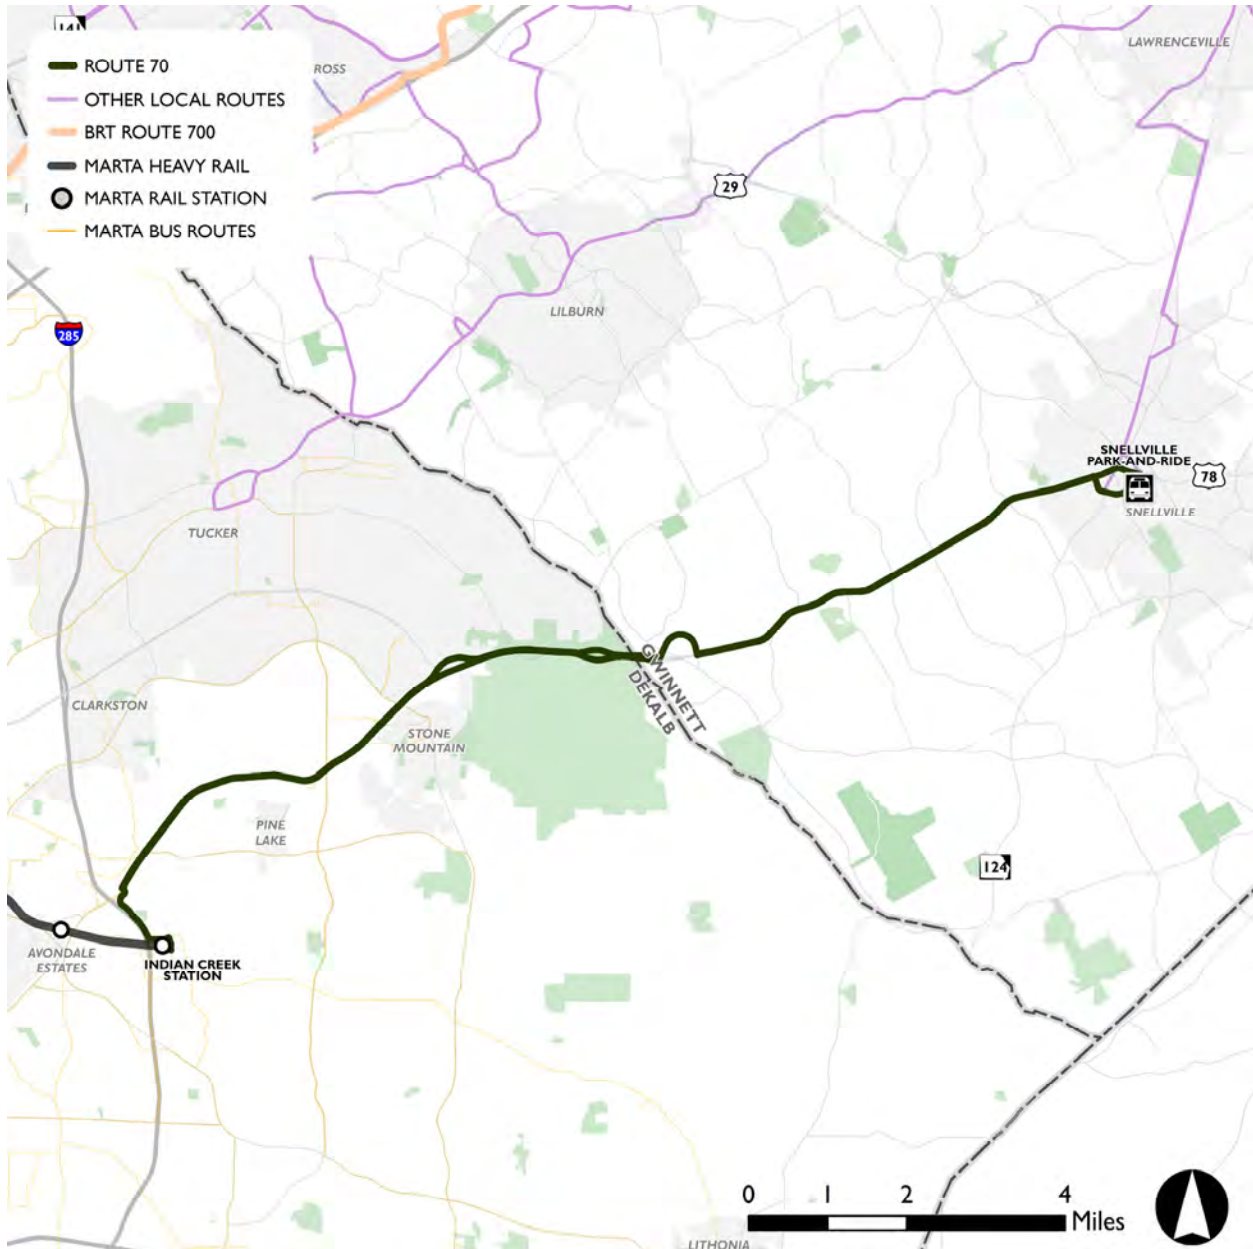 141
ROSS
LAWRENCEVILLE
ROUTE 70
OTHER LOCAL ROUTES
BRT ROUTE 700
MARTA HEAVY RAIL
MARTA RAIL STATION
MARTA BUS ROUTES
29
285
LILBURN
SNELLVILLE
PARK-AND-RIDE
78
SNELLVILLE
TUCKER
GWINNETT
DEKALB
CLARKSTON
STONE
MOUNTAIN
PINE
LAKE
124
AVONDALE
ESTATES
INDIAN CREEK
STATION
0 1 2 4
Miles
LITHONIA